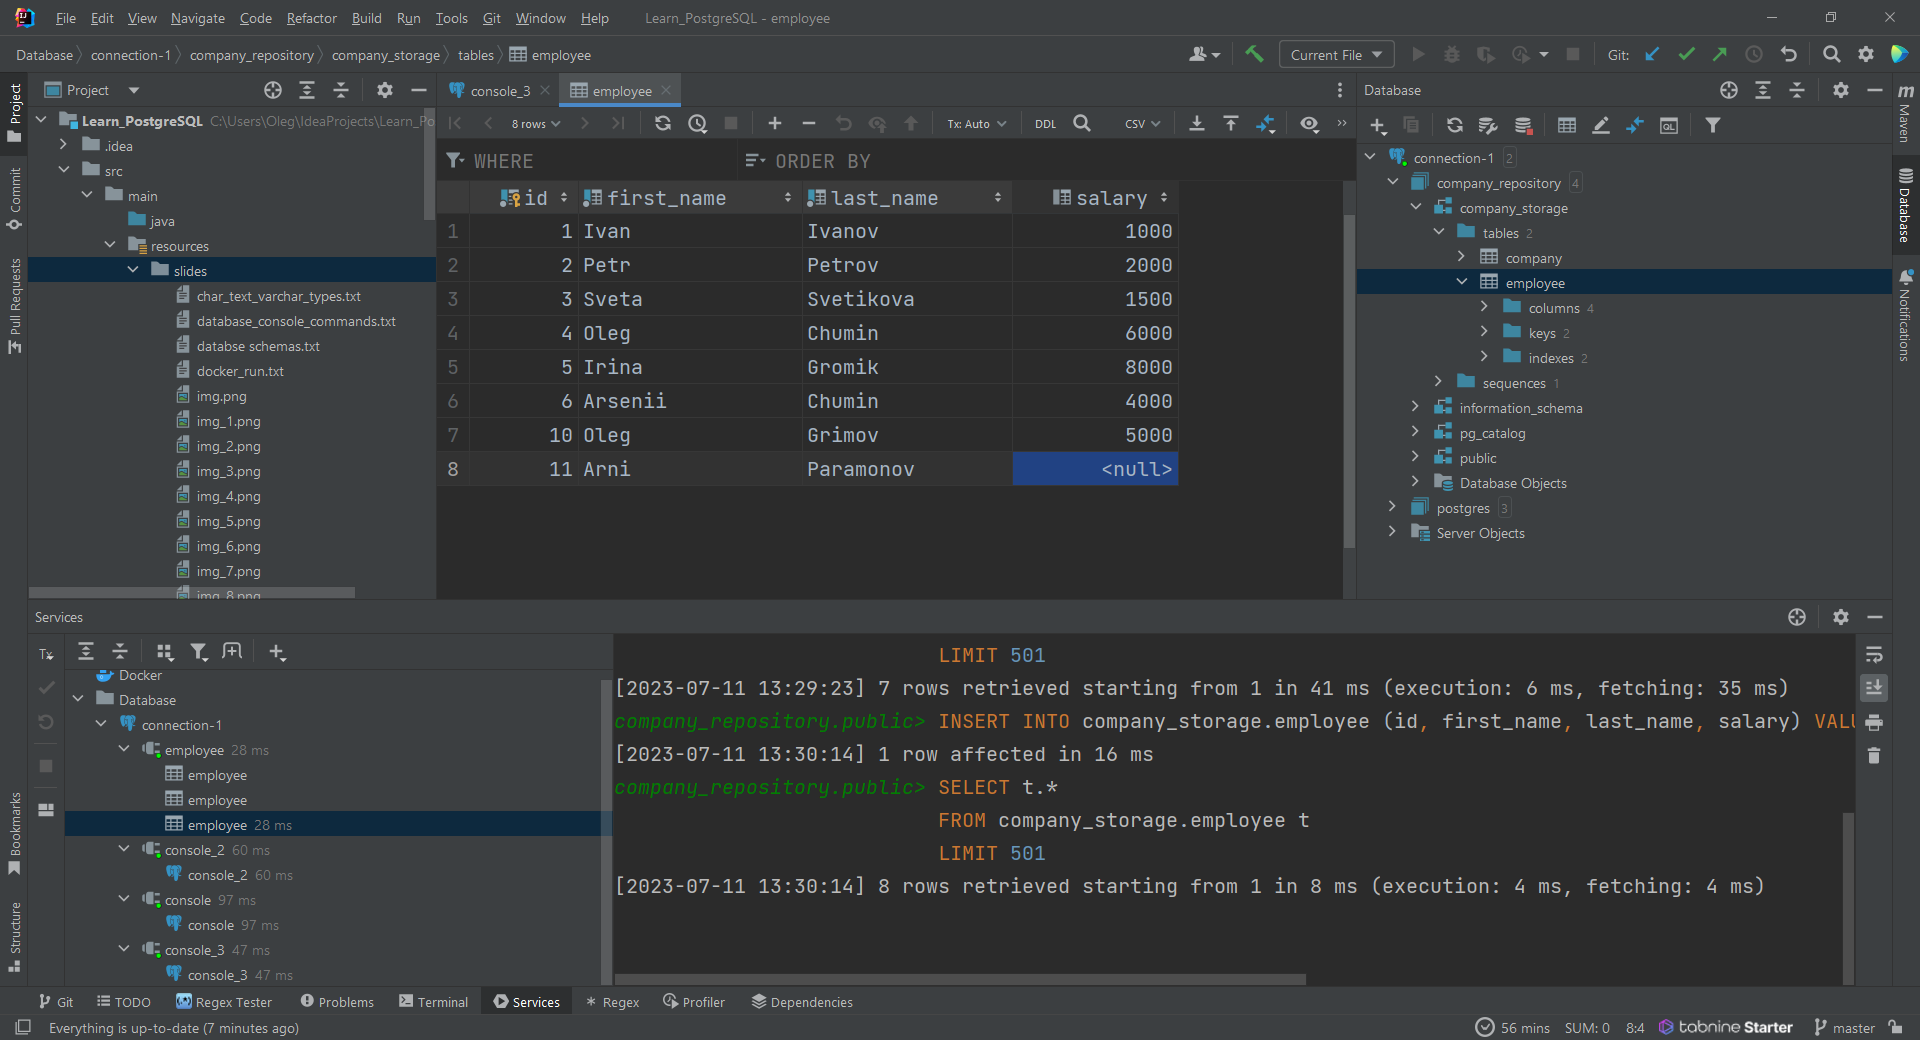 File Edit View Navigate Code Refactor Build Run Tools Git Window Help Learn_PostgreSQL - employee
Database connection-1 company_repository company_storage tables employee
Current File
Git:
Project
Learn_PostgreSQL C:\Users\Oleg\IdeaProjects\Learn_Po
.idea
src
main
java
resources
slides
char_text_varchar_types.txt
database_console_commands.txt
databse schemas.txt
docker_run.txt
img.png
img_1.png
img_2.png
img_3.png
img_4.png
img_5.png
img_6.png
img_7.png
img_8.png
Project
Commit
Pull Requests
Bookmarks
Structure
console_3 employee
8 rows Tx: Auto DDL CSV
WHERE ORDER BY
id first_name last_name salary
1 1 Ivan Ivanov 1000
2 2 Petr Petrov 2000
3 3 Sveta Svetikova 1500
4 4 Oleg Chumin 6000
5 5 Irina Gromik 8000
6 6 Arsenii Chumin 4000
7 10 Oleg Grimov 5000
8 11 Arni Paramonov <null>
Database
QL
connection-1 2
company_repository 4
company_storage
tables 2
company
employee
columns 4
keys 2
indexes 2
sequences 1
information_schema
pg_catalog
public
Database Objects
postgres 3
Server Objects
m Maven
Database
Notifications
Services
Tx
Docker
Database
connection-1
employee 28 ms
employee
employee
employee 28 ms
console_2 60 ms
console_2 60 ms
console 97 ms
console 97 ms
console_3 47 ms
console_3 47 ms
LIMIT 501
[2023-07-11 13:29:23] 7 rows retrieved starting from 1 in 41 ms (execution: 6 ms, fetching: 35 ms)
company_repository.public> INSERT INTO company_storage.employee (id, first_name, last_name, salary) VALU
[2023-07-11 13:30:14] 1 row affected in 16 ms
company_repository.public> SELECT t.*
FROM company_storage.employee t
LIMIT 501
[2023-07-11 13:30:14] 8 rows retrieved starting from 1 in 8 ms (execution: 4 ms, fetching: 4 ms)
Git TODO Regex Tester Problems Terminal Services Regex Profiler Dependencies
Everything is up-to-date (7 minutes ago) 56 mins SUM: 0 8:4 tabnine Starter master